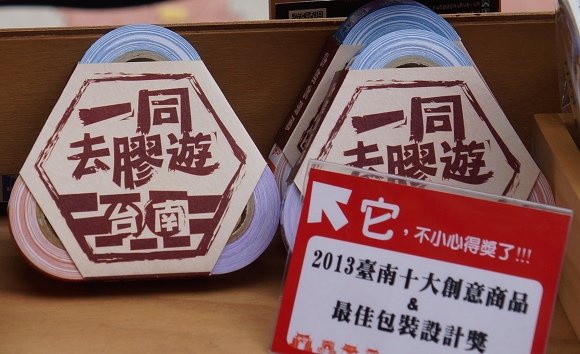 一同
去膠遊
台南
一同
去膠遊
它，不小心得獎了!!!
2013臺南十大創意商品
&
最佳包裝設計獎